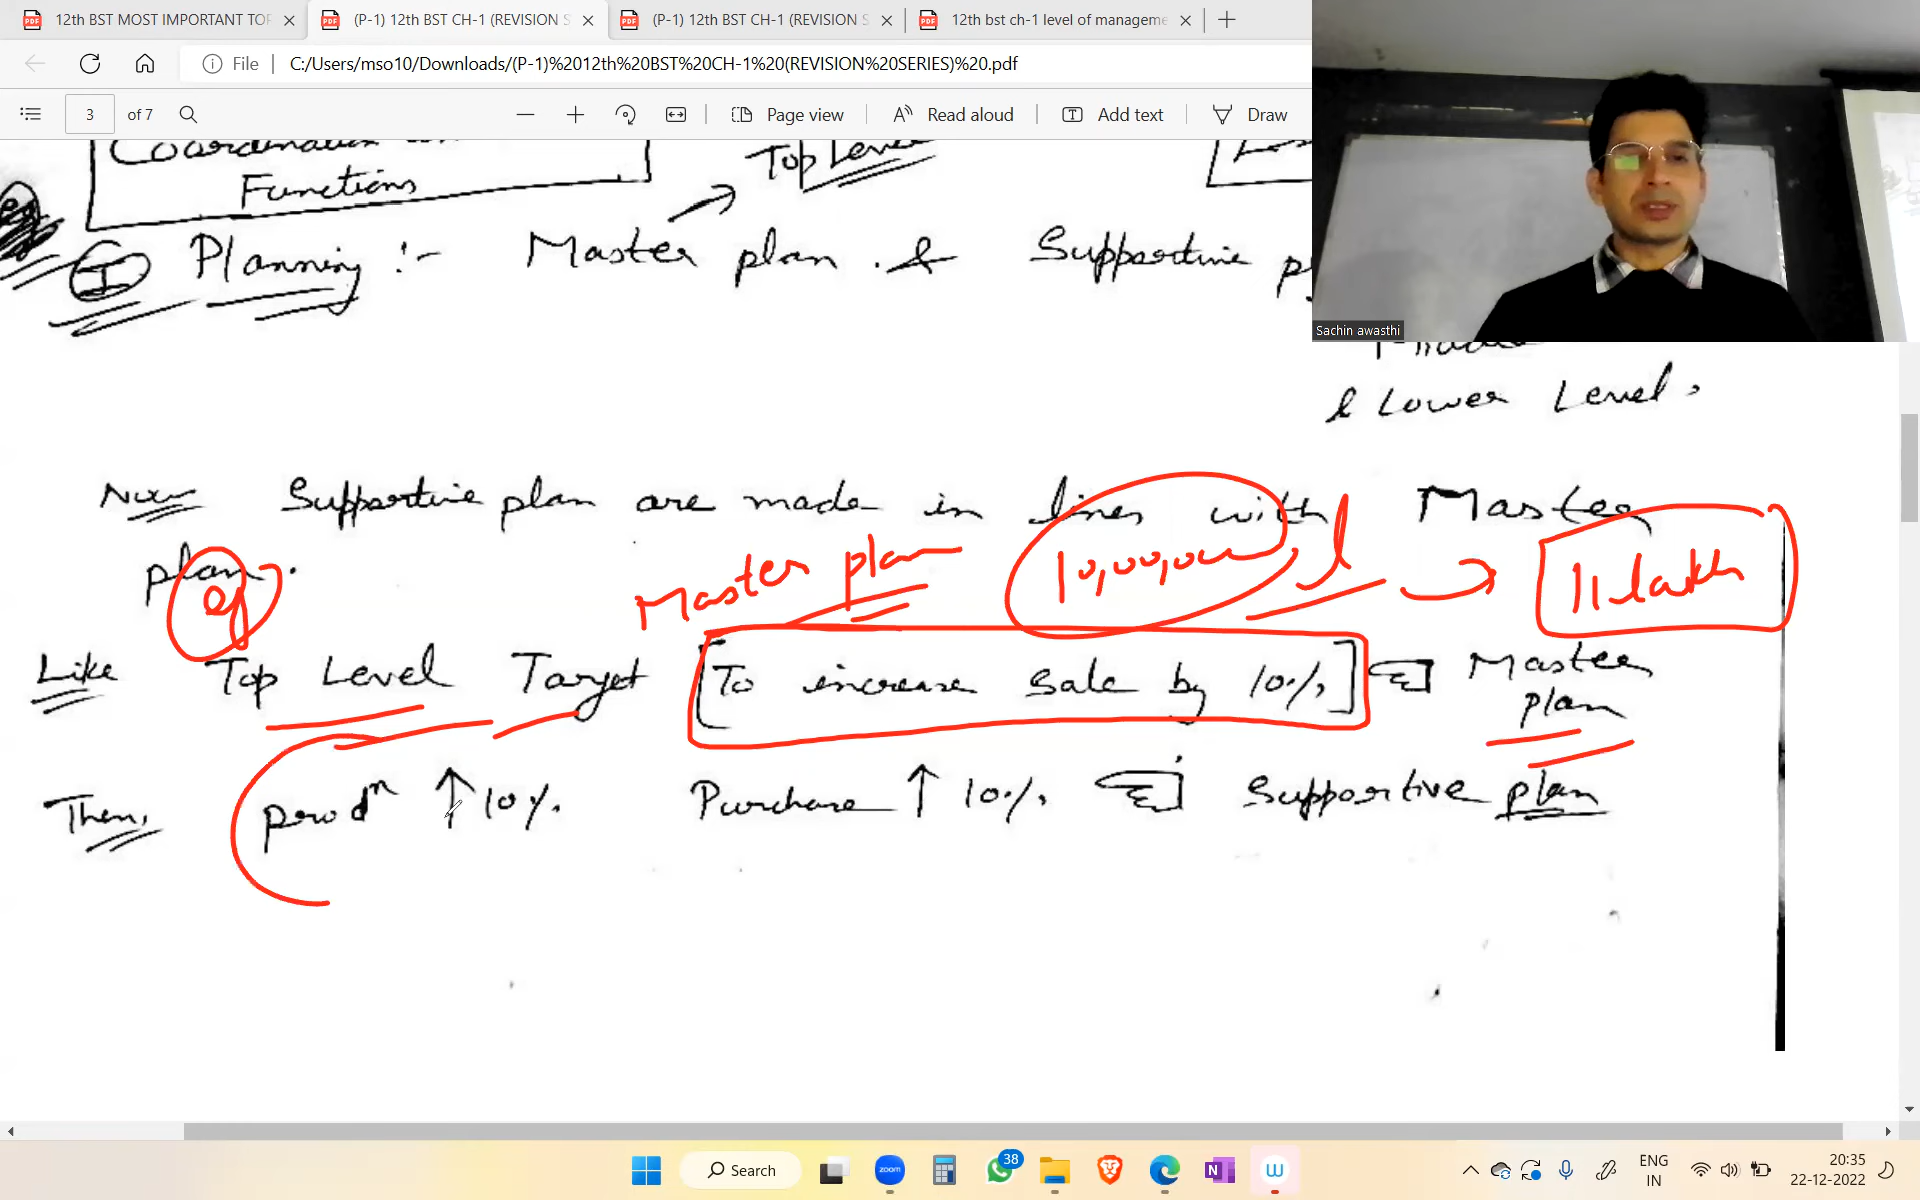 12th BST MOST IMPORTANT TOP
(P-1) 12th BST CH-1 (REVISION S
(P-1) 12th BST CH-1 (REVISION S
12th bst ch-1 level of manageme
File
C:/Users/mso10/Downloads/(P-1)%2012th%20BST%20CH-1%20(REVISION%20SERIES)%20.pdf
3 of 7
Page view
Read aloud
Add text
Draw
Functions
Top Level
I Planning :- Master plan & Supportive
Sachin awasthi
& Lower Level.
Supportive plan are made in lines with Master
plan.
eg
Master plan 10,00,000 11 lakh
Like Top Level Target [To increase sale by 10%] Master
plan
Then, prodn ↑ 10% Purchase ↑ 10% Supportive plan
Search
zoom
38
ENG
IN
20:35
22-12-2022